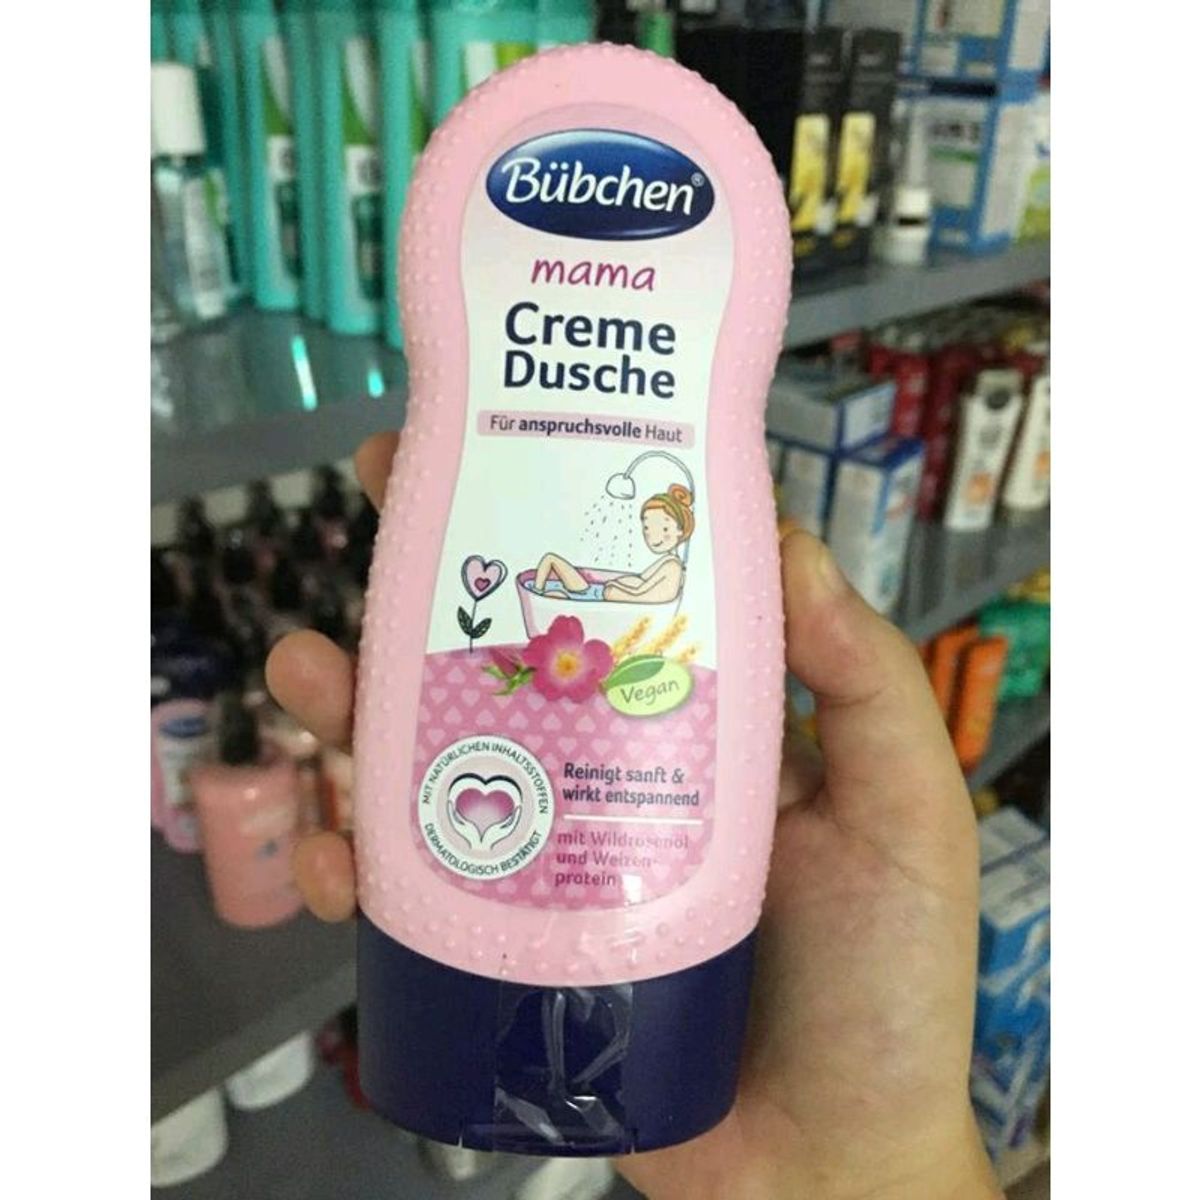 Bübchen®
mama
Creme
Dusche
Für anspruchsvolle Haut
Vegan
MIT NATÜRLICHEN INHALTSSTOFFEN
DERMATOLOGISCH BESTÄTIGT
Reinigt sanft &
wirkt entspannend
mit Wildrosenöl
und Weizen-
protein